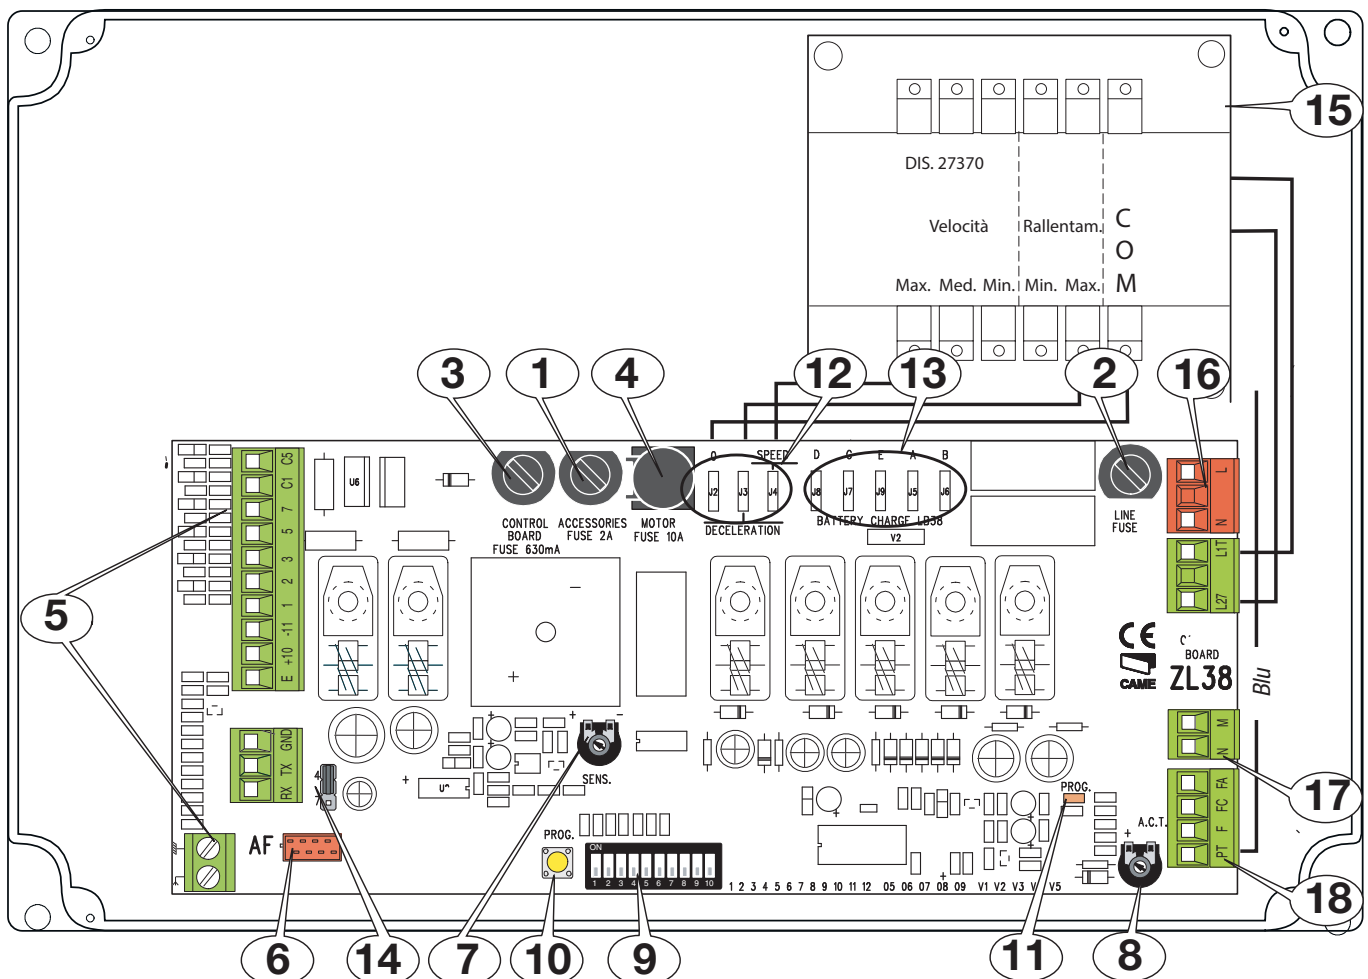 15
DIS. 27370
Velocità
Rallentam.
C
O
M
Max. Med. Min. Min. Max.
3
1
4
12
13
2
16
0 SPEED D C E A B
J2 J3 J4 J8 J7 J9 J5 J6
CONTROL
BOARD
FUSE 630mA
ACCESSORIES
FUSE 2A
MOTOR
FUSE 10A
DECELERATION
BATTERY CHARGE LB38
V2
LINE
FUSE
U6
C5
C1
7
5
3
2
1
-11
+10
E
5
L
N
L1T
L27
CE
CAME
BOARD
ZL38
Blu
M
N
17
FA
FC
F
PT
18
GND
TX
RX
+ -
SENS.
AF
PROG.
ON
1 2 3 4 5 6 7 8 9 10
1 2 3 4 5 6 7 8 9 10 11 12 05 06 07 08 09 V1 V2 V3 V5
PROG.
A.C.T.
6
14
7
10
9
11
8